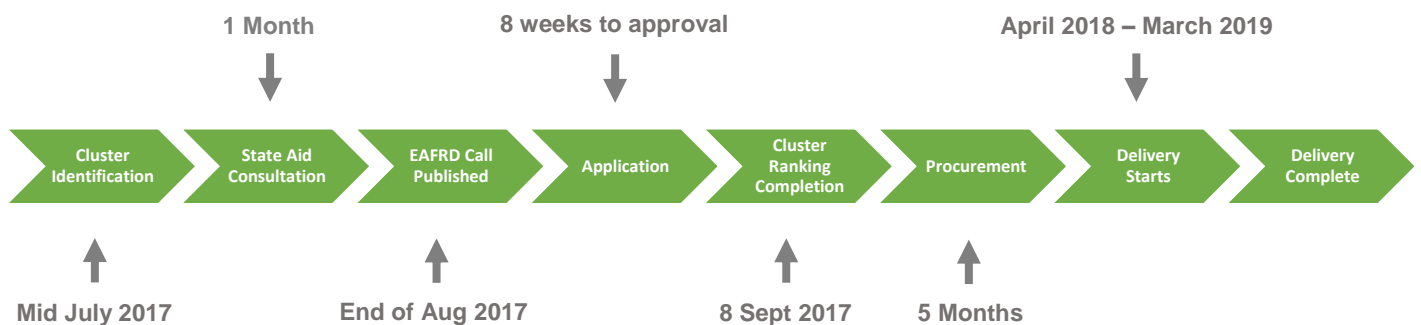 1 Month
8 weeks to approval
April 2018 – March 2019
Cluster
Identification
State Aid
Consultation
EAFRD Call
Published
Application
Cluster
Ranking
Completion
Procurement
Delivery
Starts
Delivery
Complete
Mid July 2017
End of Aug 2017
8 Sept 2017
5 Months